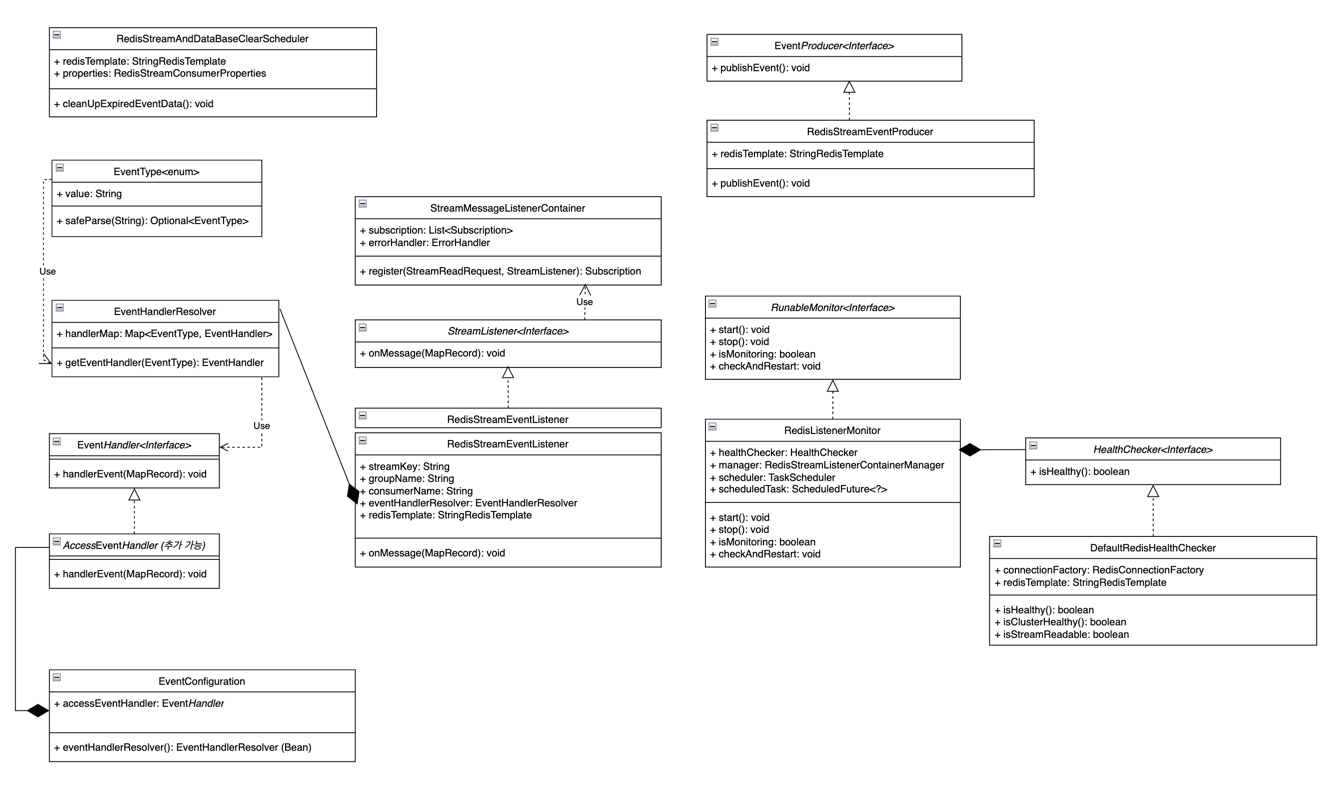 RedisStreamAndDataBaseClearScheduler
+ redisTemplate: StringRedisTemplate
+ properties: RedisStreamConsumerProperties
+ cleanUpExpiredEventData(): void
EventProducer<Interface>
+ publishEvent(): void
RedisStreamEventProducer
+ redisTemplate: StringRedisTemplate
+ publishEvent(): void
EventType<enum>
+ value: String
+ safeParse(String): Optional<EventType>
Use
EventHandlerResolver
+ handlerMap: Map<EventType, EventHandler>
+ getEventHandler(EventType): EventHandler
Use
EventHandler<Interface>
+ handlerEvent(MapRecord): void
AccessEventHandler (추가 가능)
+ handlerEvent(MapRecord): void
EventConfiguration
+ accessEventHandler: EventHandler
+ eventHandlerResolver(): EventHandlerResolver (Bean)
StreamMessageListenerContainer
+ subscription: List<Subscription>
+ errorHandler: ErrorHandler
+ register(StreamReadRequest, StreamListener): Subscription
Use
StreamListener<Interface>
+ onMessage(MapRecord): void
RedisStreamEventListener
RedisStreamEventListener
+ streamKey: String
+ groupName: String
+ consumerName: String
+ eventHandlerResolver: EventHandlerResolver
+ redisTemplate: StringRedisTemplate
+ onMessage(MapRecord): void
RunableMonitor<Interface>
+ start(): void
+ stop(): void
+ isMonitoring: boolean
+ checkAndRestart: void
RedisListenerMonitor
+ healthChecker: HealthChecker
+ manager: RedisStreamListenerContainerManager
+ scheduler: TaskScheduler
+ scheduledTask: ScheduledFuture<?>
+ start(): void
+ stop(): void
+ isMonitoring: boolean
+ checkAndRestart: void
HealthChecker<Interface>
+ isHealthy(): boolean
DefaultRedisHealthChecker
+ connectionFactory: RedisConnectionFactory
+ redisTemplate: StringRedisTemplate
+ isHealthy(): boolean
+ isClusterHealthy(): boolean
+ isStreamReadable: boolean